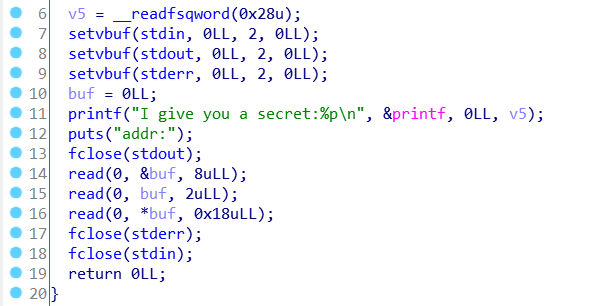 6 v5 = __readfsqword(0x28u);
7 setvbuf(stdin, 0LL, 2, 0LL);
8 setvbuf(stdout, 0LL, 2, 0LL);
9 setvbuf(stderr, 0LL, 2, 0LL);
10 buf = 0LL;
11 printf("I give you a secret:%p\n", &printf, 0LL, v5);
12 puts("addr:");
13 fclose(stdout);
14 read(0, &buf, 8uLL);
15 read(0, buf, 2uLL);
16 read(0, *buf, 0x18uLL);
17 fclose(stderr);
18 fclose(stdin);
19 return 0LL;
20 }